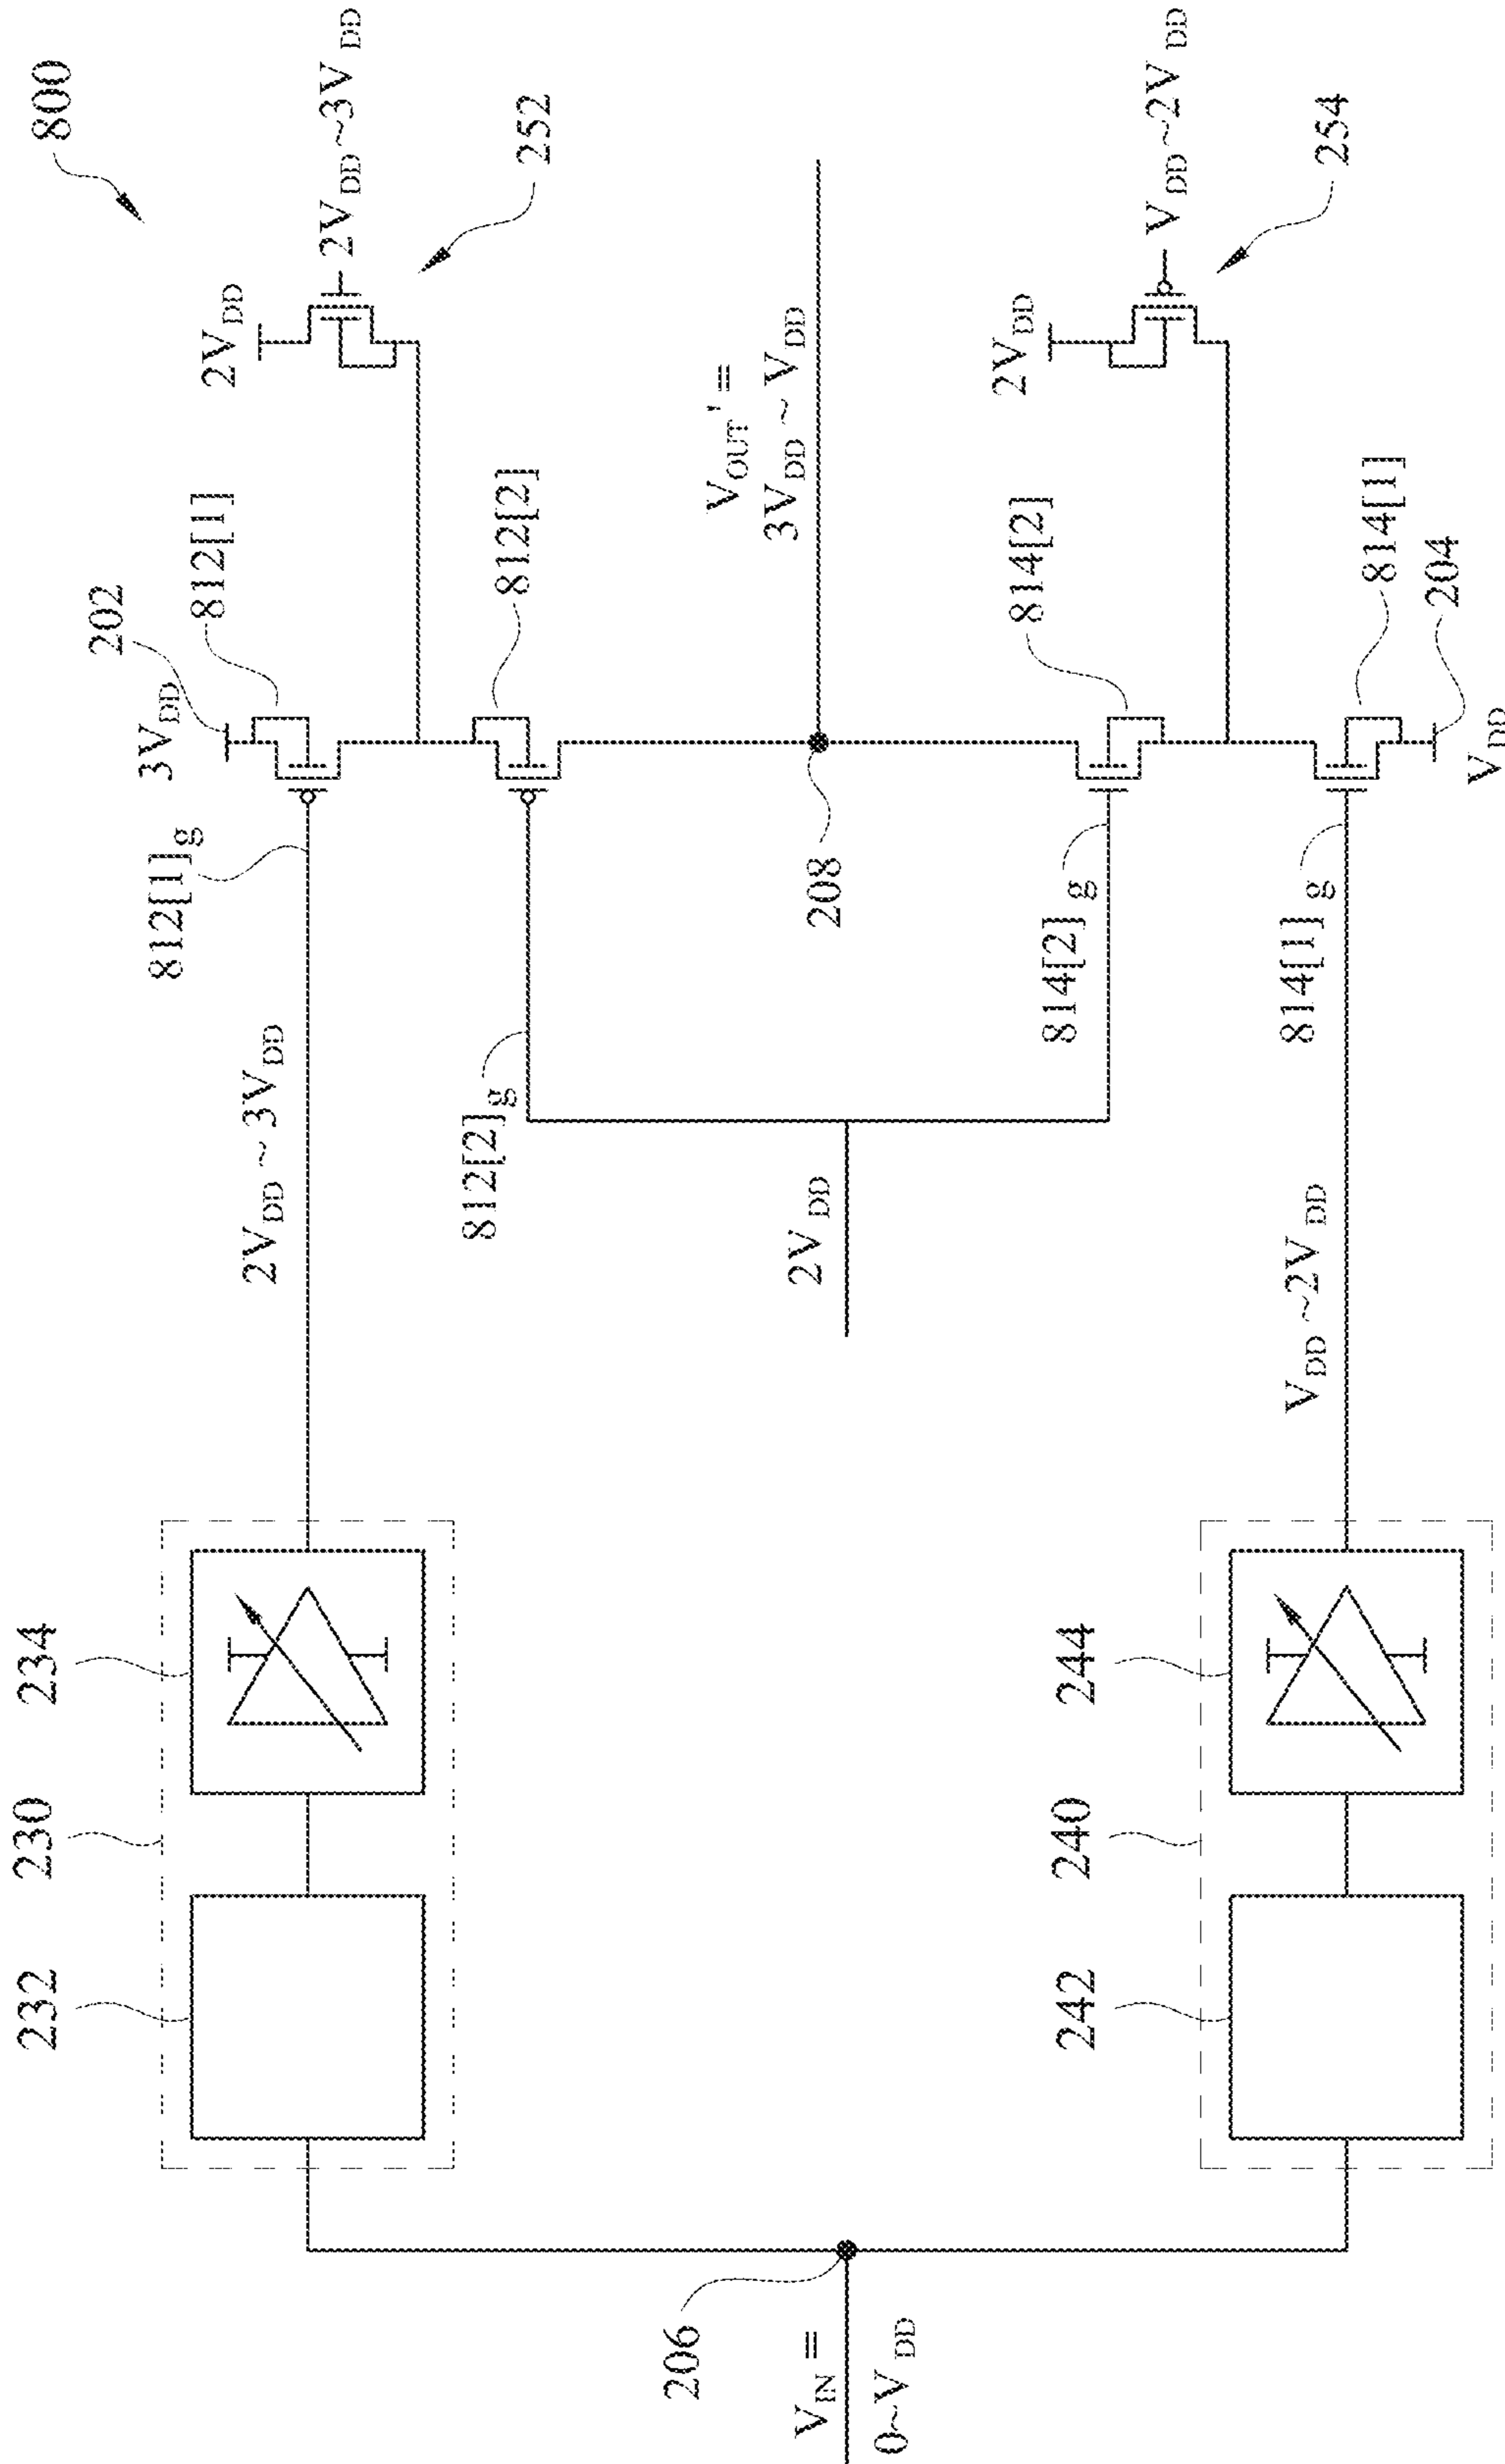 800
202
3V_DD
812[1]
2V_DD
2V_DD ~3V_DD
252
812[1]_g
2V_DD ~ 3V_DD
234
230
232
812[2]
812[2]_g
V_OUT' =
3V_DD ~ V_DD
208
2V_DD
206
V_IN =
0~V_DD
814[2]
814[2]_g
2V_DD
V_DD ~2V_DD
254
814[1]
814[1]_g
204
V_DD
V_DD ~2V_DD
244
240
242